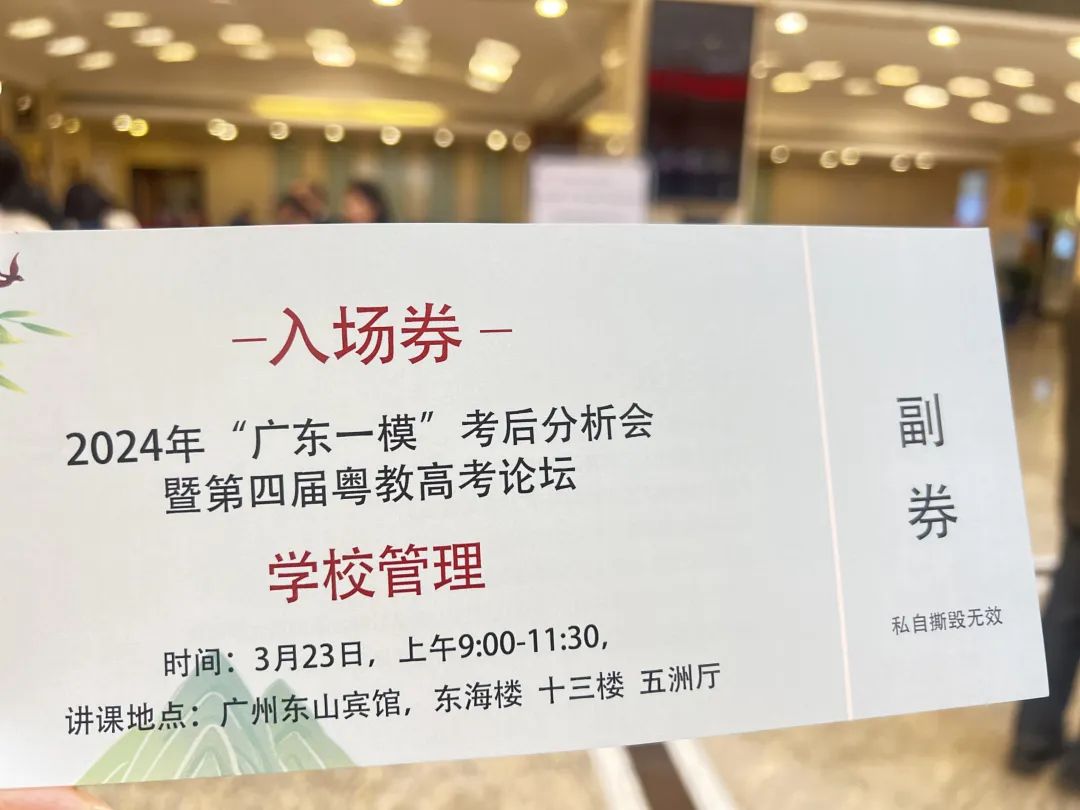 —入场券—
2024年“广东一模”考后分析会
暨第四届粤教高考论坛
学校管理
时间：3月23日，上午9:00-11:30,
讲课地点：广州东山宾馆，东海楼 十三楼 五洲厅
副
券
私自撕毁无效